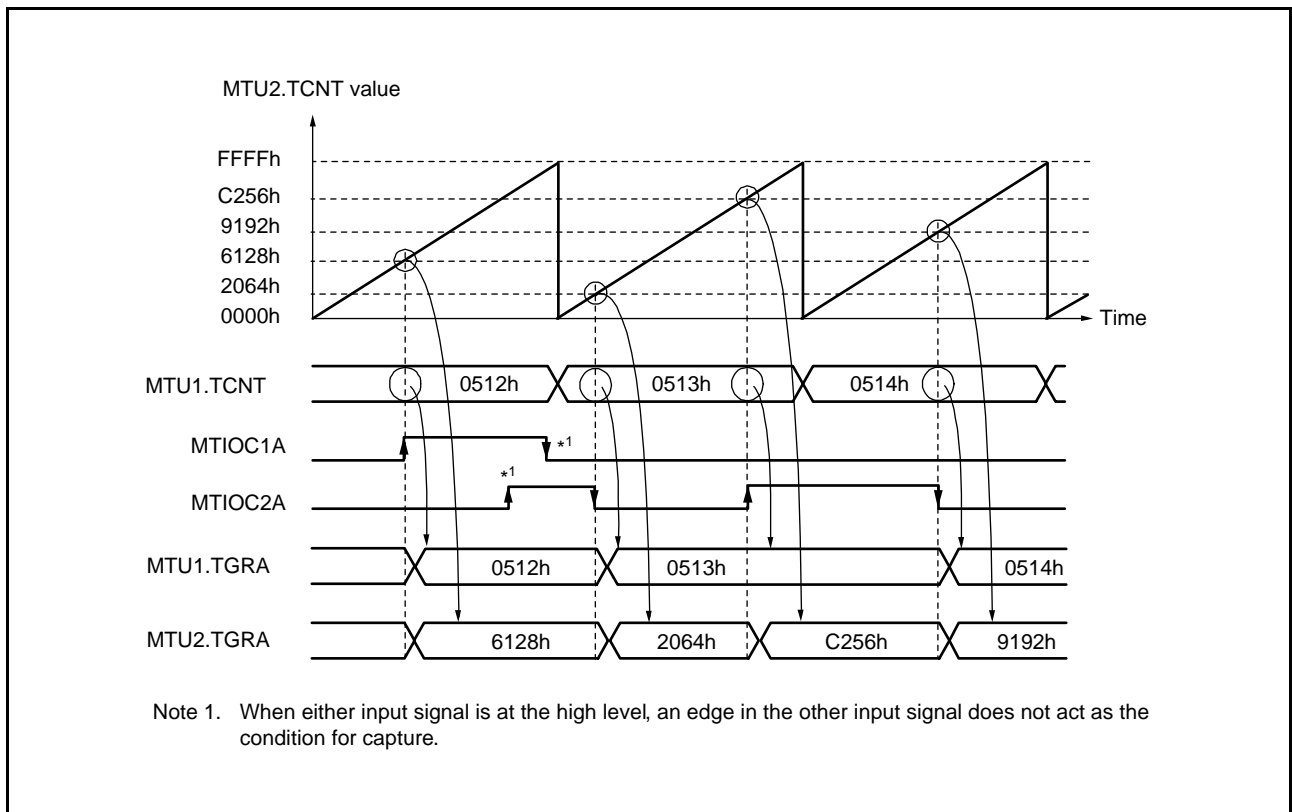 MTU2.TCNT value
FFFFh
C256h
9192h
6128h
2064h
0000h
Time
MTU1.TCNT 0512h 0513h 0514h
MTIOC1A *1
*1
MTIOC2A
MTU1.TGRA 0512h 0513h 0514h
MTU2.TGRA 6128h 2064h C256h 9192h
Note 1. When either input signal is at the high level, an edge in the other input signal does not act as the
condition for capture.